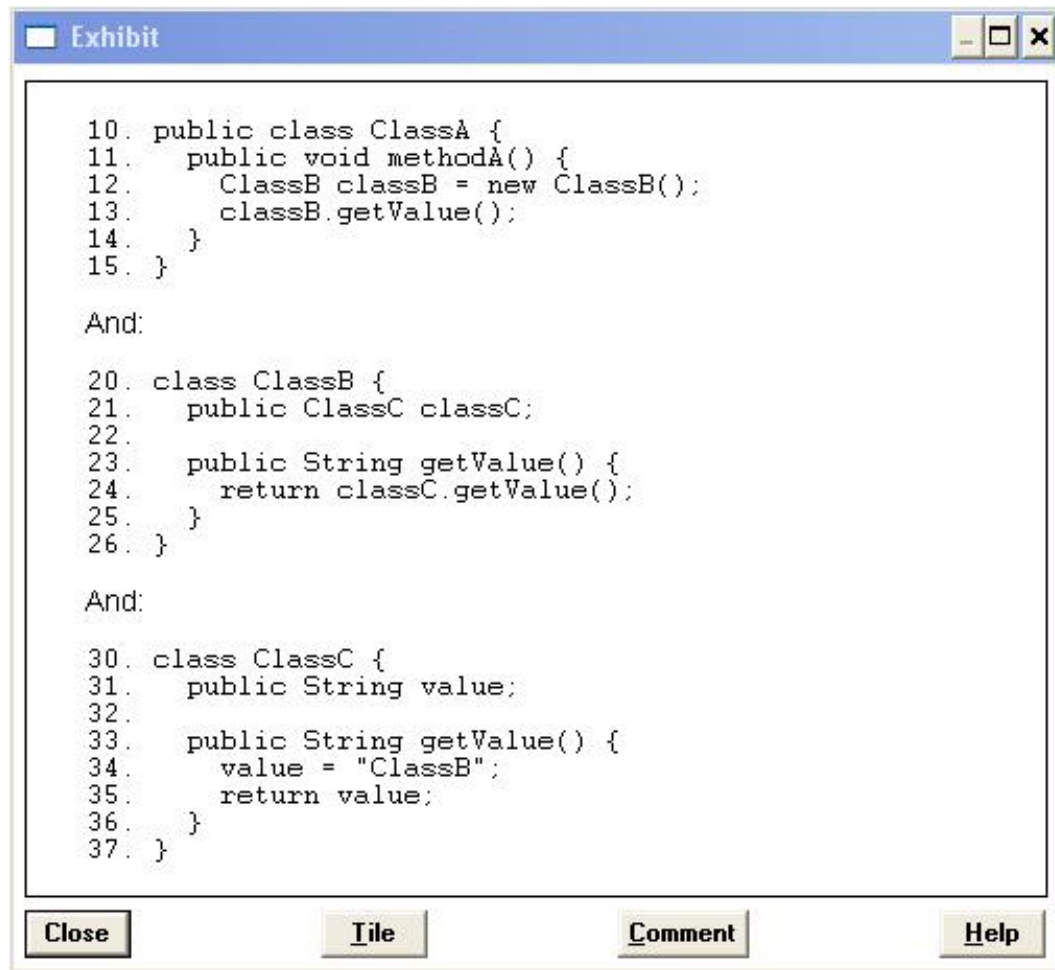 Exhibit
10. public class ClassA {
11.   public void methodA() {
12.     ClassB classB = new ClassB();
13.     classB.getValue();
14.   }
15. }
And:
20. class ClassB {
21.   public ClassC classC;
22.
23.   public String getValue() {
24.     return classC.getValue();
25.   }
26. }
And:
30. class ClassC {
31.   public String value;
32.
33.   public String getValue() {
34.     value = "ClassB";
35.     return value;
36.   }
37. }
Close Tile Comment Help